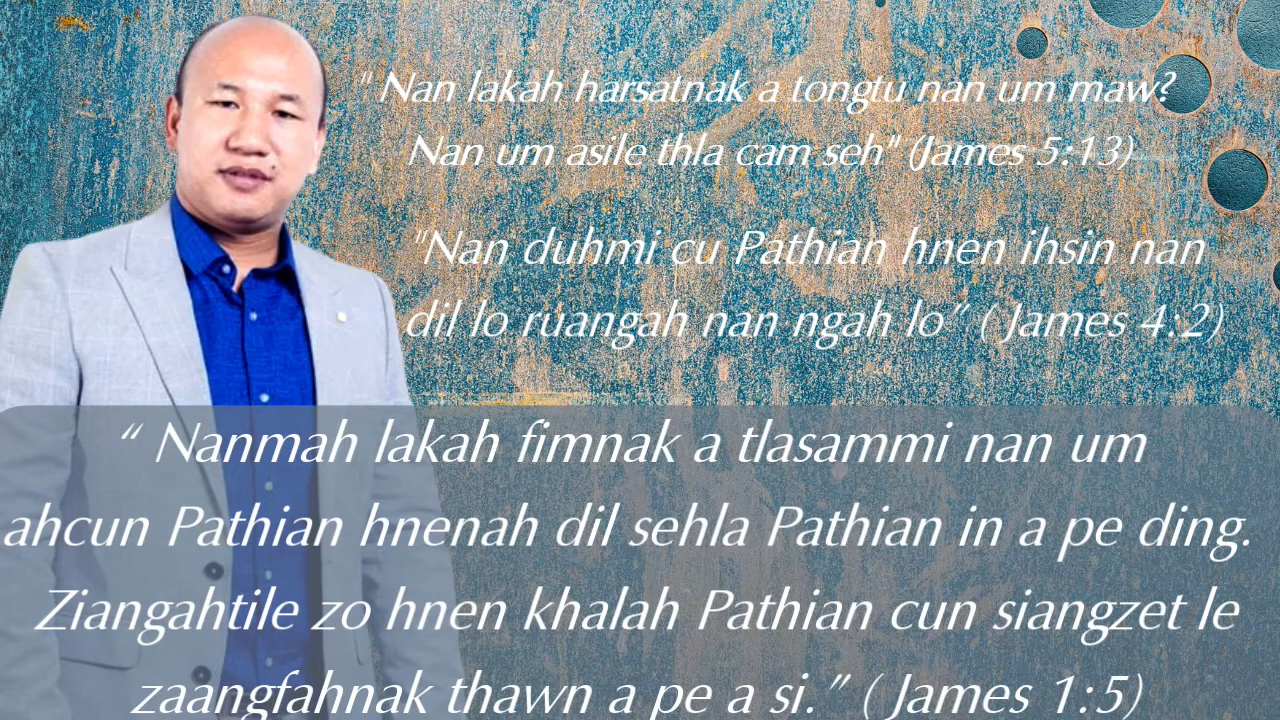 " Nan lakah harsatnak a tongtu nan um maw?
Nan um asile thla cam seh" (James 5:13)
"Nan duhmi cu Pathian hnen ihsin nan
dil lo ruangah nan ngah lo” ( James 4:2)
“ Nanmah lakah fimnak a tlasammi nan um
ahcun Pathian hnenah dil sehla Pathian in a pe ding.
Ziangahtile zo hnen khalah Pathian cun siangzet le
zaangfahnak thawn a pe a si.” ( James 1:5)